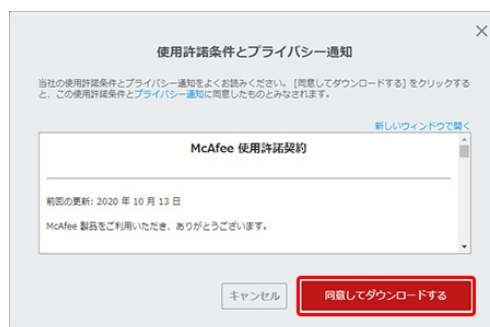 使用許諾条件とプライバシー通知
当社の使用許諾条件とプライバシー通知をよくお読みください。[同意してダウンロードする] をクリックする
と、この使用許諾条件とプライバシー通知に同意したものとみなされます。
新しいウィンドウで開く
McAfee 使用許諾契約
前回の更新: 2020 年 10 月 13 日
McAfee 製品をご利用いただき、ありがとうございます。
キャンセル
同意してダウンロードする